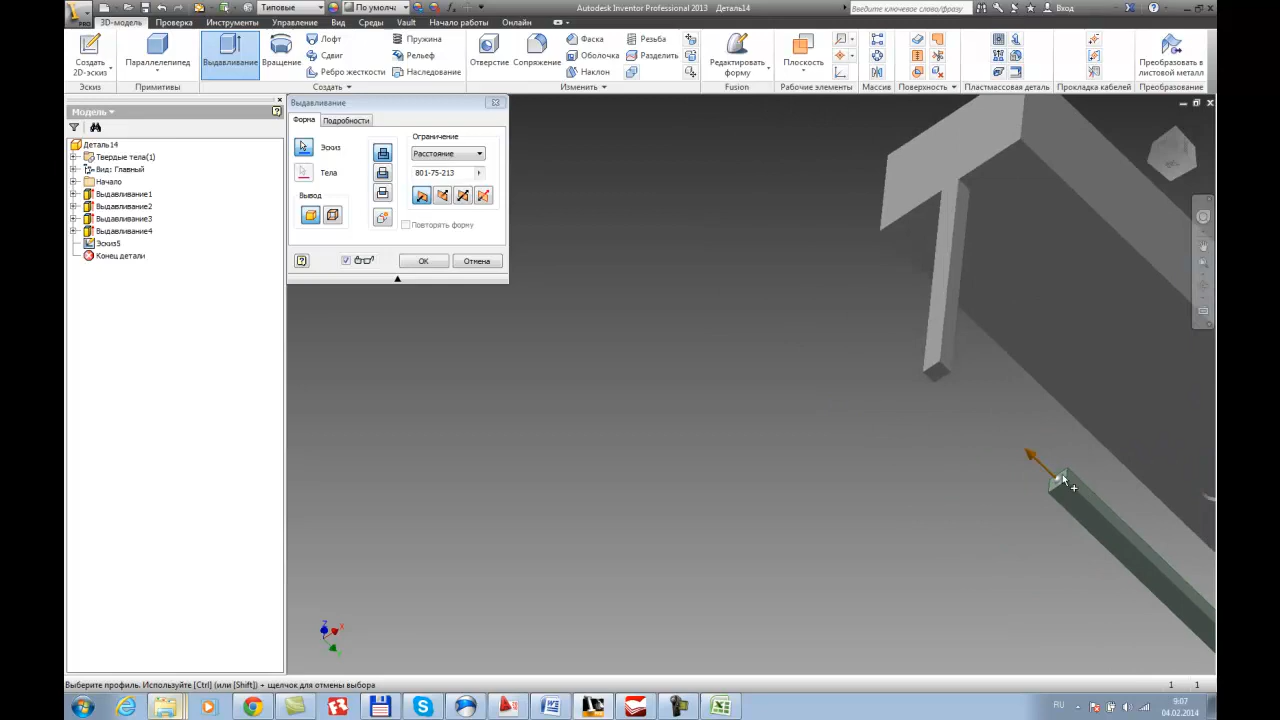 Типовые
По умолч
Autodesk Inventor Professional 2013
Деталь14
Введите ключевое слово/фразу
Вход
PRO
3D-модель
Проверка
Инструменты
Управление
Вид
Среды
Vault
Начало работы
Онлайн
Создать
2D-эскиз
Параллелепипед
Выдавливание
Вращение
Лофт
Сдвиг
Ребро жесткости
Пружина
Рельеф
Наследование
Отверстие
Сопряжение
Фаска
Оболочка
Наклон
Резьба
Разделить
Редактировать
форму
Плоскость
Преобразовать в
листовой металл
Эскиз
Примитивы
Создать
Изменить
Fusion
Рабочие элементы
Массив
Поверхность
Пластмассовая деталь
Прокладка кабелей
Преобразование
Модель
Деталь14
Твердые тела(1)
Вид: Главный
Начало
Выдавливание1
Выдавливание2
Выдавливание3
Выдавливание4
Эскиз5
Конец детали
Выдавливание
Форма
Подробности
Эскиз
Тела
Вывод
Ограничение
Расстояние
801-75-213
Повторять форму
ОК
Отмена
Z
X
Y
Выберите профиль. Используйте [Ctrl] (или [Shift]) + щелчок для отмены выбора
1
1
RU
9:07
04.02.2014